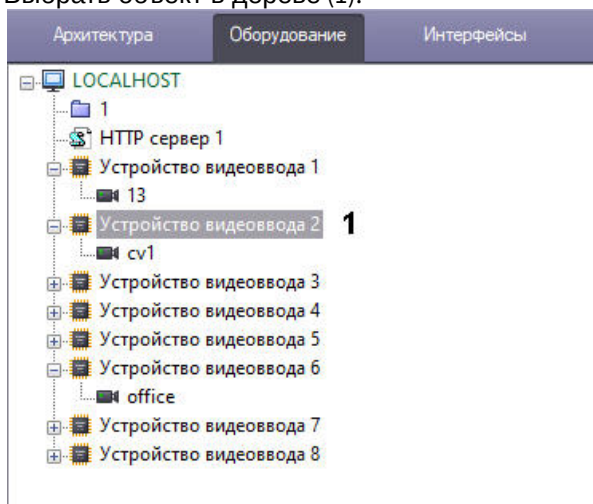 Выбрать объект в дереве (1).
Архитектура Оборудование Интерфейсы
LOCALHOST
1
HTTP сервер 1
Устройство видеоввода 1
13
Устройство видеоввода 2 1
cv1
Устройство видеоввода 3
Устройство видеоввода 4
Устройство видеоввода 5
Устройство видеоввода 6
office
Устройство видеоввода 7
Устройство видеоввода 8